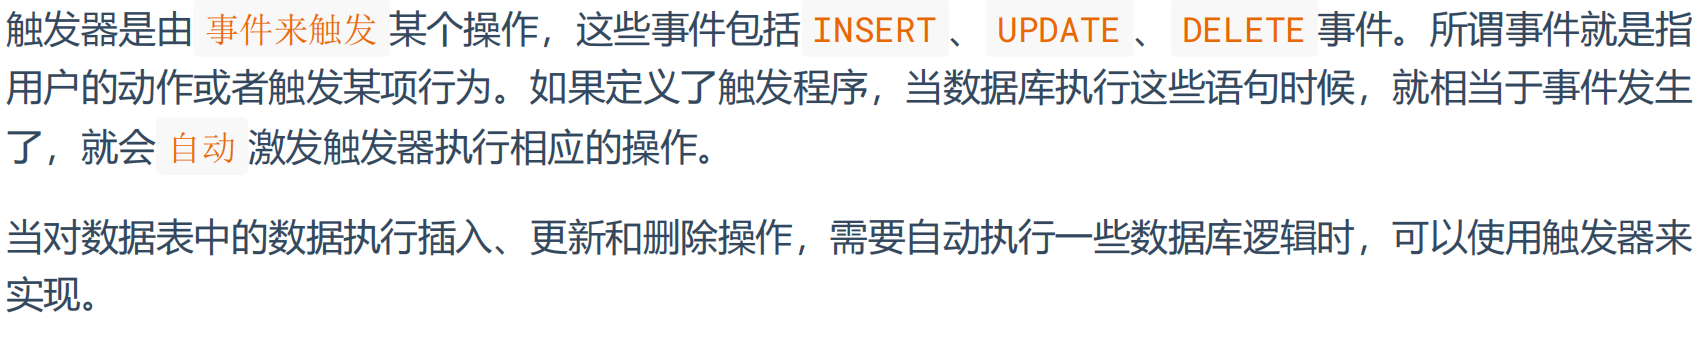 触发器是由 事件来触发 某个操作，这些事件包括 INSERT 、 UPDATE 、 DELETE 事件。所谓事件就是指
用户的动作或者触发某项行为。如果定义了触发程序，当数据库执行这些语句时候，就相当于事件发生
了，就会 自动 激发触发器执行相应的操作。
当对数据表中的数据执行插入、更新和删除操作，需要自动执行一些数据库逻辑时，可以使用触发器来
实现。